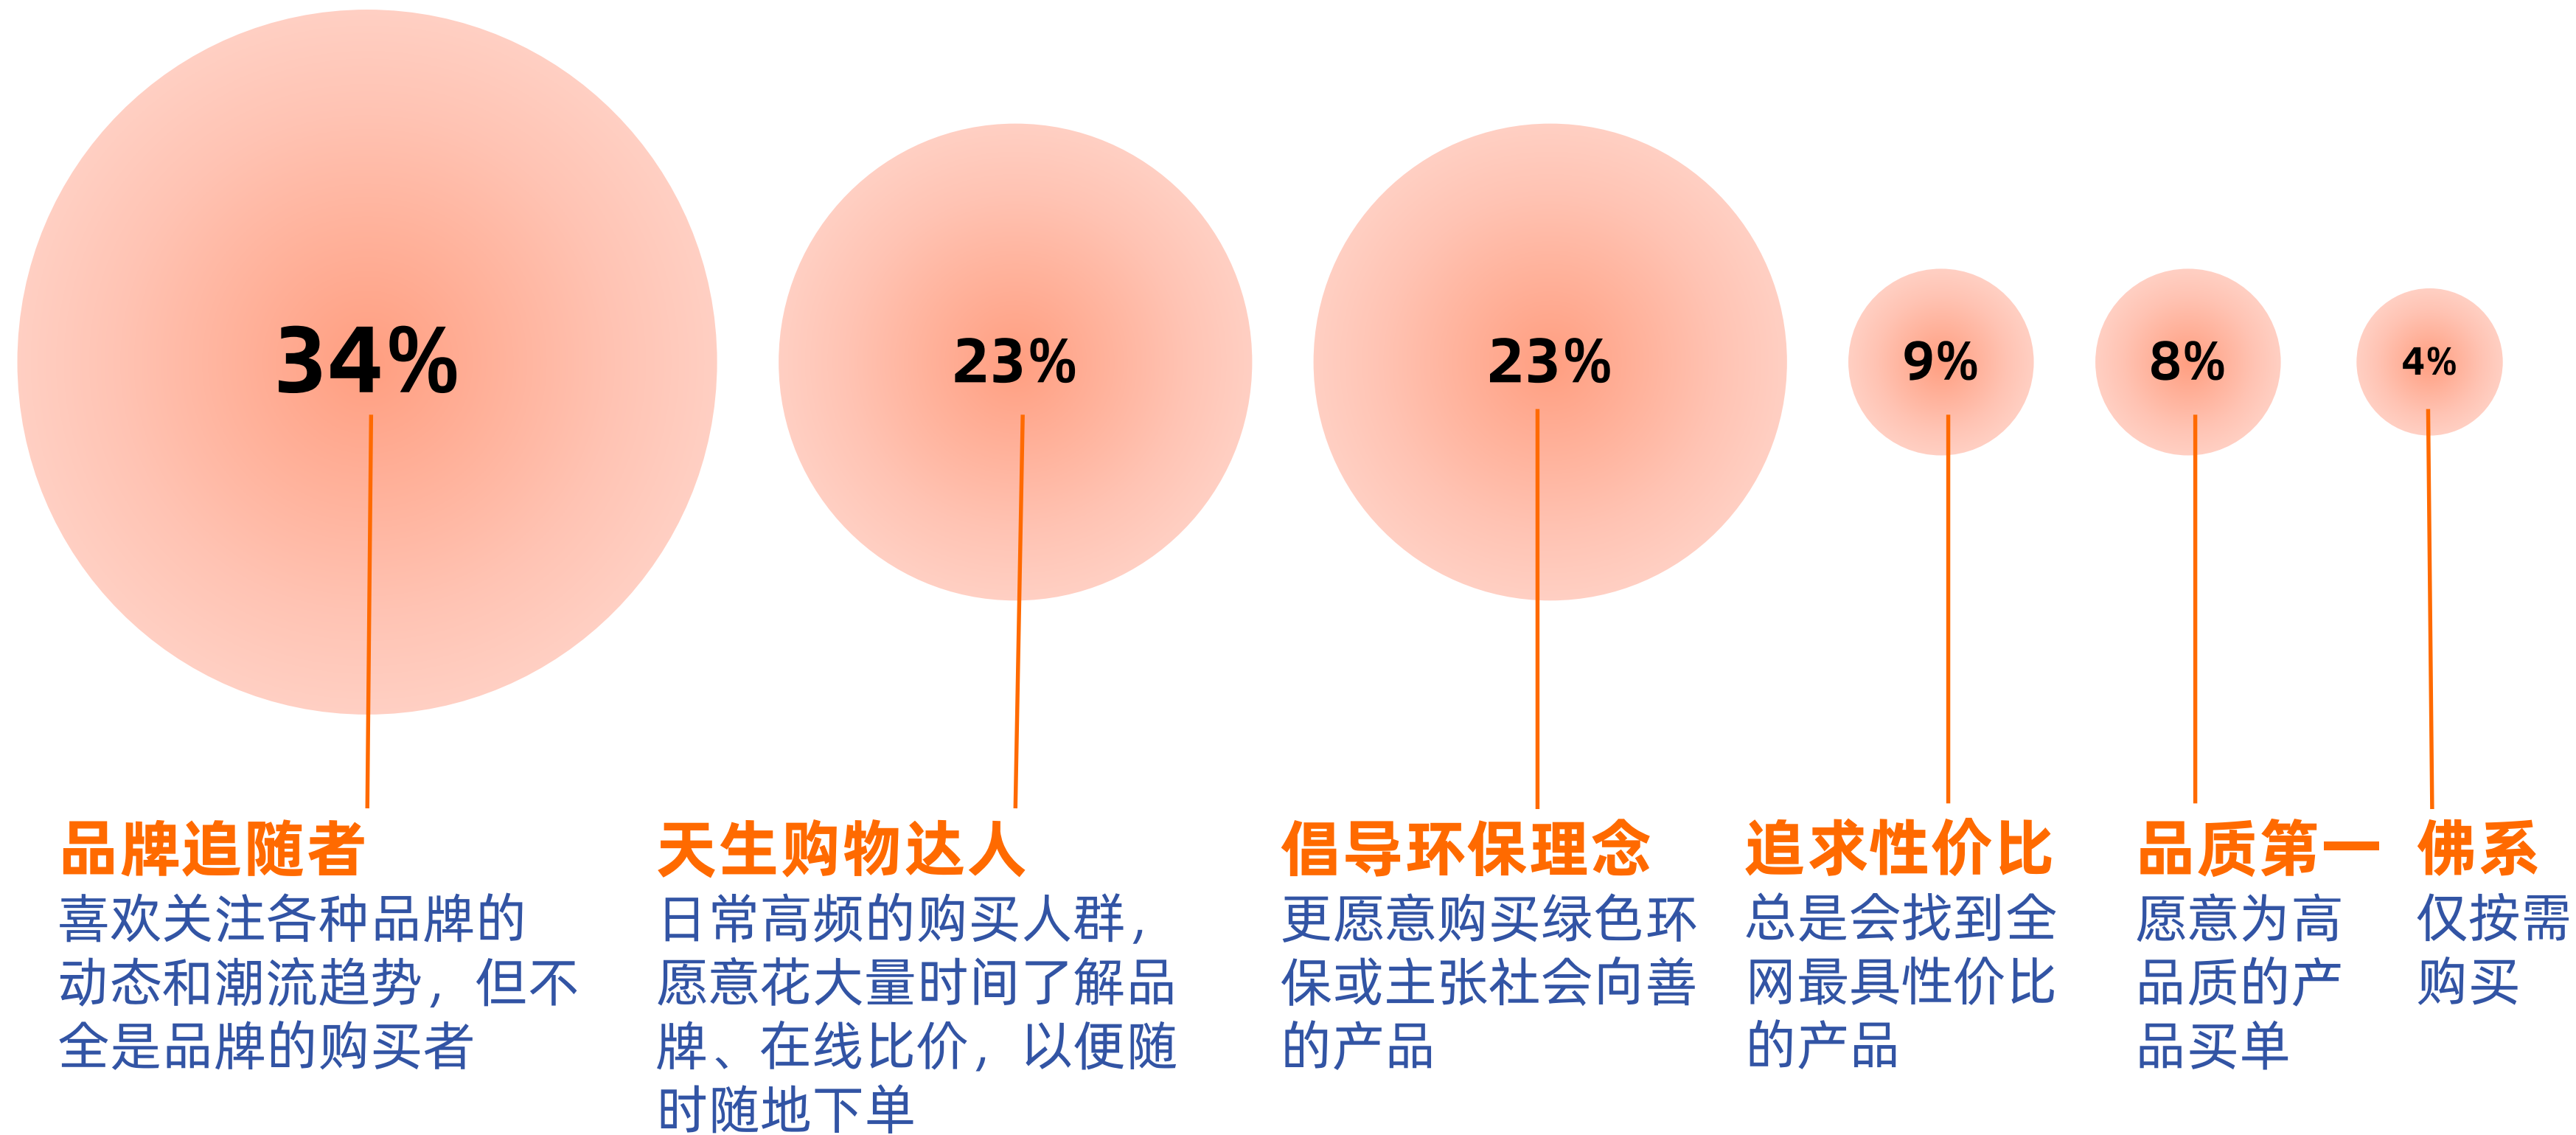 34%
23%
23%
9%
8%
4%
品牌追随者
喜欢关注各种品牌的
动态和潮流趋势，但不
全是品牌的购买者
天生购物达人
日常高频的购买人群，
愿意花大量时间了解品
牌、在线比价，以便随
时随地下单
倡导环保理念
更愿意购买绿色环
保或主张社会向善
的产品
追求性价比
总是会找到全
网最具性价比
的产品
品质第一
愿意为高
品质的产
品买单
佛系
仅按需
购买